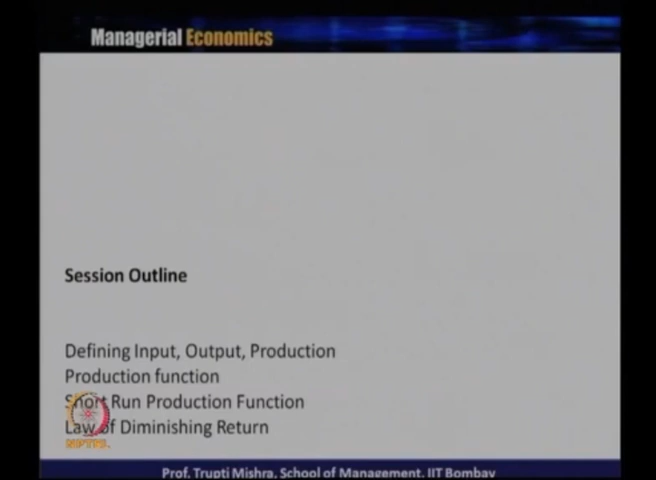 Managerial Economics
Session Outline
Defining Input, Output, Production
Production function
Short Run Production Function
Law of Diminishing Return
NPTEL
Prof. Trupti Mishra, School of Management, IIT Bombay